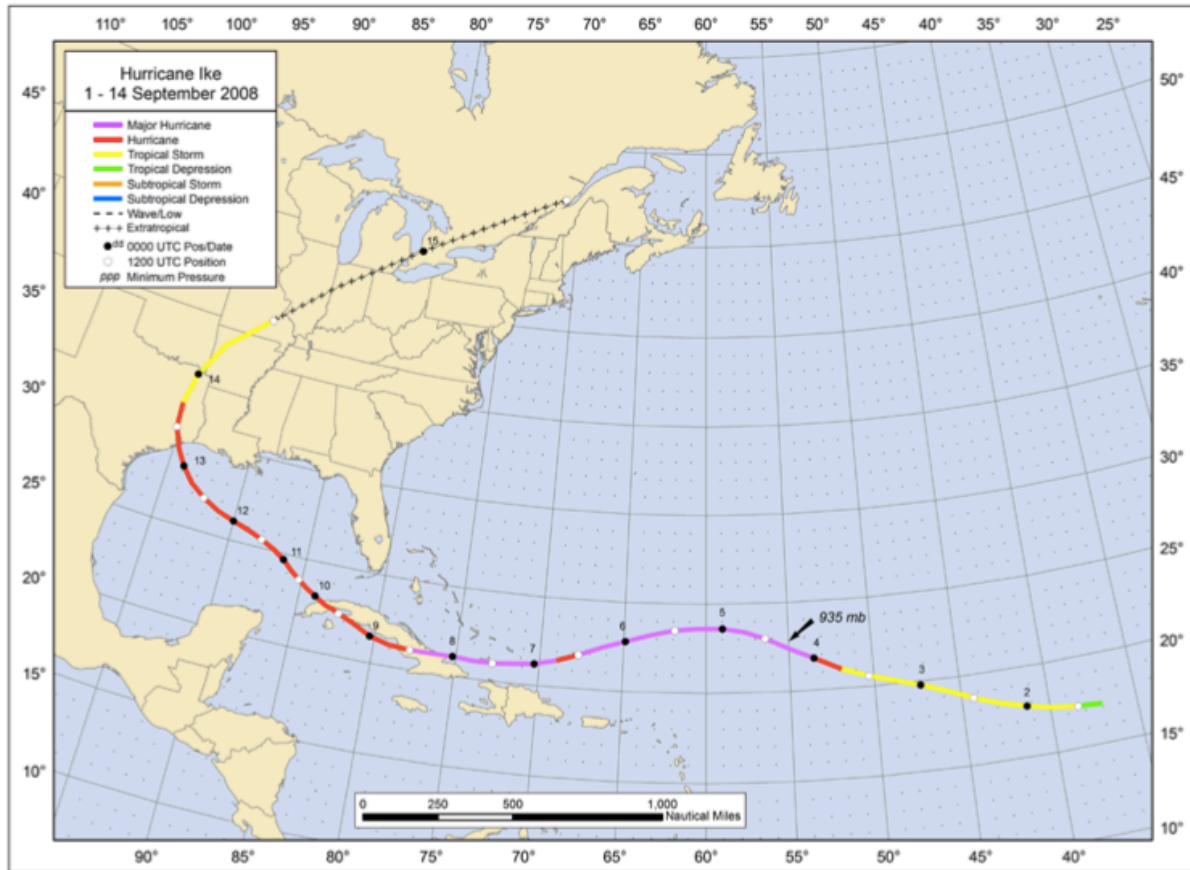 110° 105° 100° 95° 90° 85° 80° 75° 70° 65° 60° 55° 50° 45° 40° 35° 30° 25°
Hurricane Ike
1 - 14 September 2008
Major Hurricane
Hurricane
Tropical Storm
Tropical Depression
Subtropical Storm
Subtropical Depression
Wave/Low
Extratropical
dd 0000 UTC Pos/Date
1200 UTC Position
ppp Minimum Pressure
45°
40°
35°
30°
25°
20°
15°
10°
50°
45°
40°
35°
30°
25°
20°
15°
10°
15
14
13
12
11
10
9
8
7
6
5
935 mb
4
3
2
0 250 500 1,000
Nautical Miles
90° 85° 80° 75° 70° 65° 60° 55° 50° 45° 40°